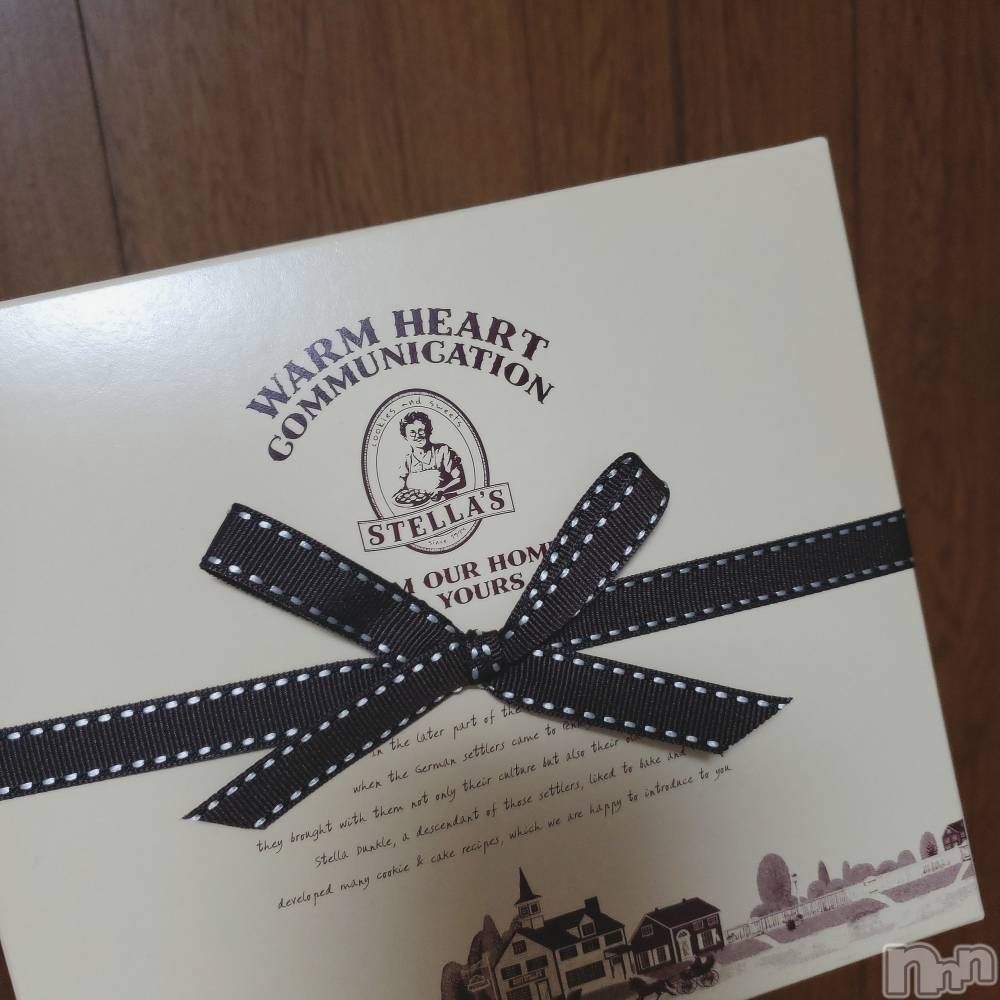 WARM HEART
COMMUNICATION
cookies and sweets
STELLA'S
since
OUR HOM
YOURS
In the later part of the
when the German settlers came to
they brought with them not only their culture but also their
Stella Dunkle, a descendant of those settlers, liked to bake and
developed many cookie & cake recipes, which we are happy to introduce to you
nnn